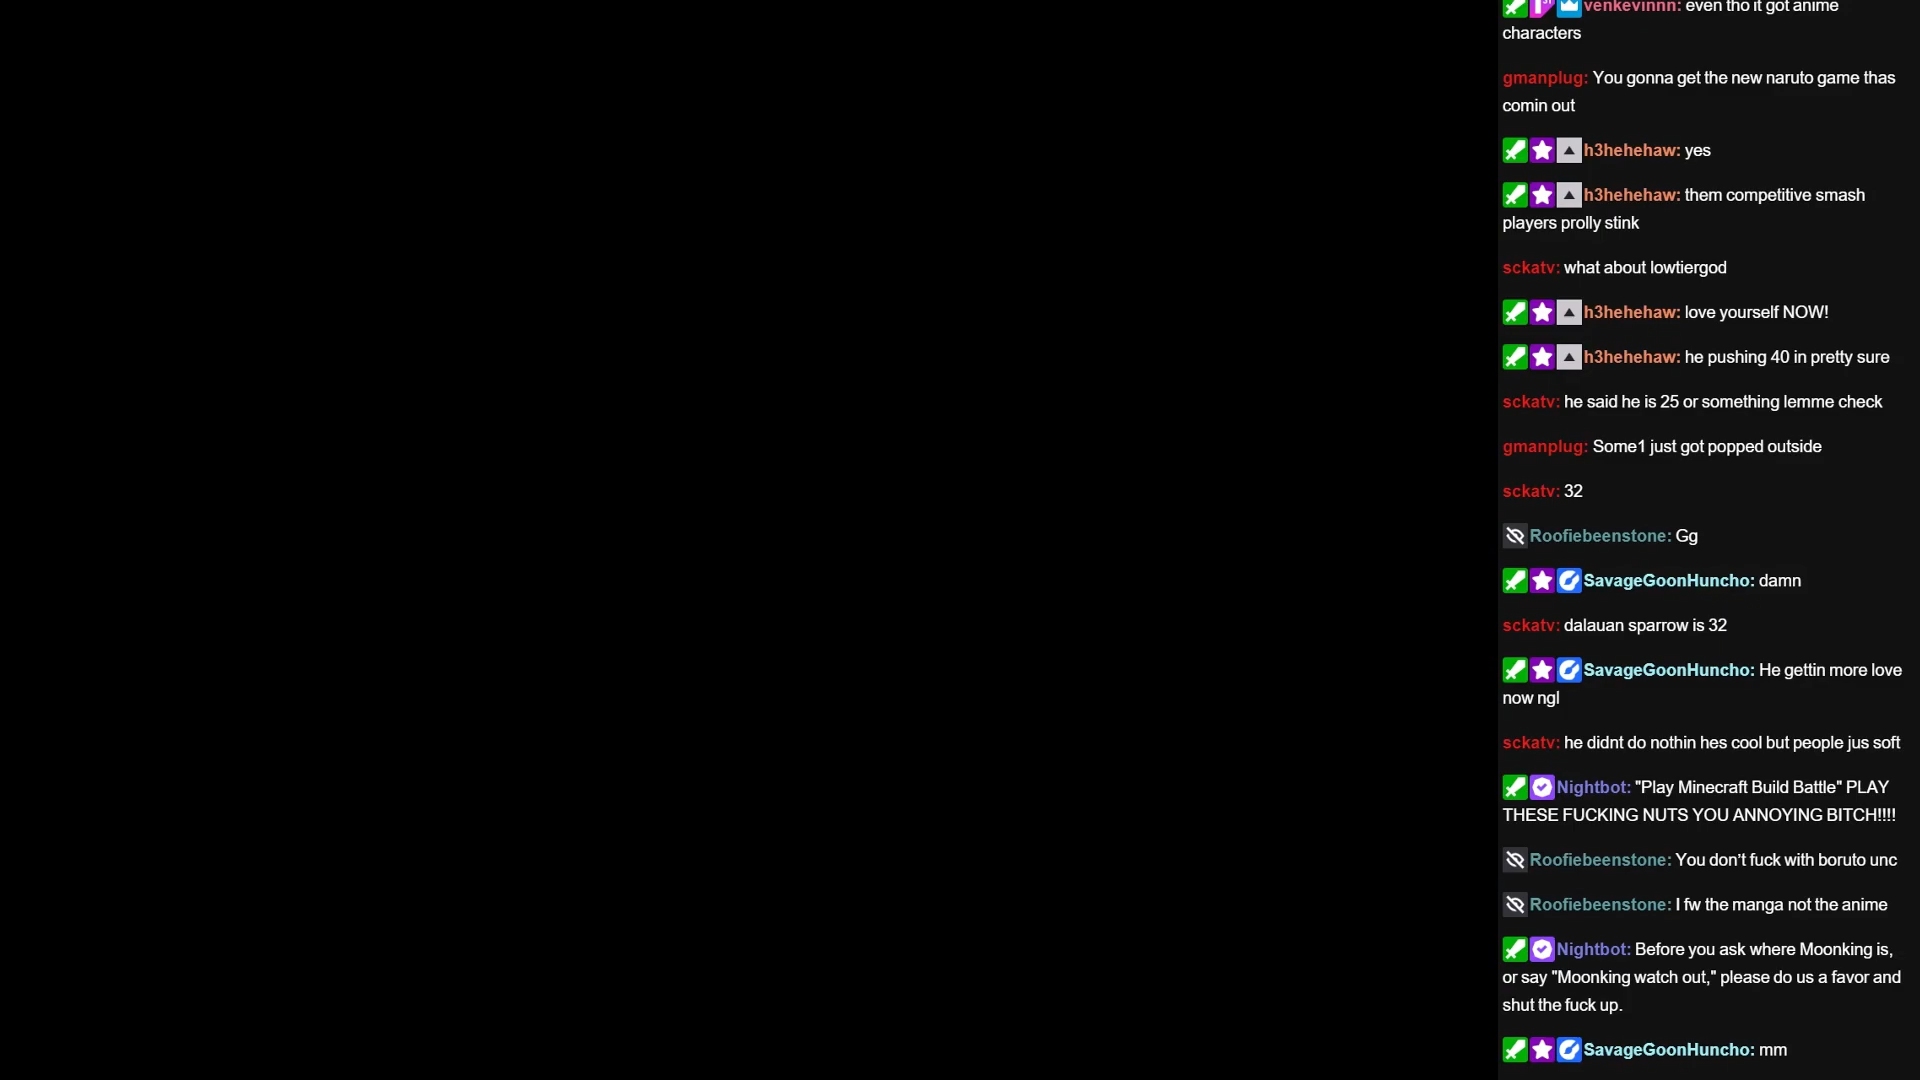 venkevinnn: even tho it got anime
characters
gmanplug: You gonna get the new naruto game thas
comin out
h3hehehaw: yes
h3hehehaw: them competitive smash
players prolly stink
sckatv: what about lowtiergod
h3hehehaw: love yourself NOW!
h3hehehaw: he pushing 40 in pretty sure
sckatv: he said he is 25 or something lemme check
gmanplug: Some1 just got popped outside
sckatv: 32
Roofiebeenstone: Gg
SavageGoonHuncho: damn
sckatv: dalauan sparrow is 32
SavageGoonHuncho: He gettin more love
now ngl
sckatv: he didnt do nothin hes cool but people jus soft
Nightbot: "Play Minecraft Build Battle" PLAY
THESE FUCKING NUTS YOU ANNOYING BITCH!!!!
Roofiebeenstone: You don’t fuck with boruto unc
Roofiebeenstone: I fw the manga not the anime
Nightbot: Before you ask where Moonking is,
or say "Moonking watch out," please do us a favor and
shut the fuck up.
SavageGoonHuncho: mm